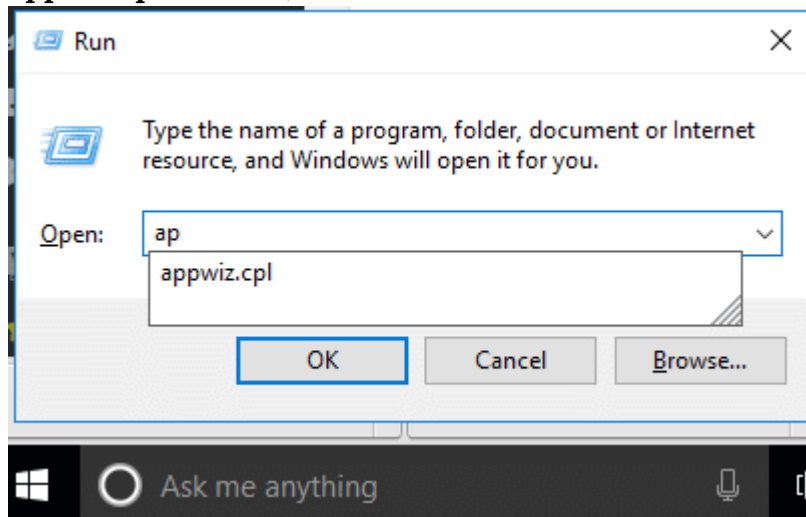 Run
Type the name of a program, folder, document or Internet
resource, and Windows will open it for you.
Open:
ap
appwiz.cpl
OK
Cancel
Browse...
Ask me anything